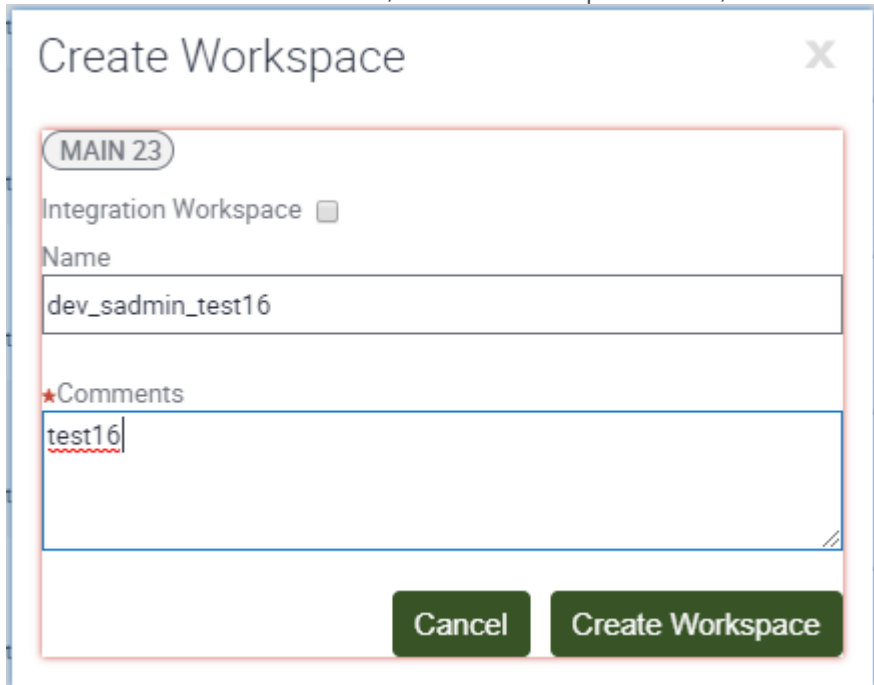 Create Workspace X
MAIN 23
Integration Workspace
Name
dev_sadmin_test16
★Comments
test16
Cancel Create Workspace